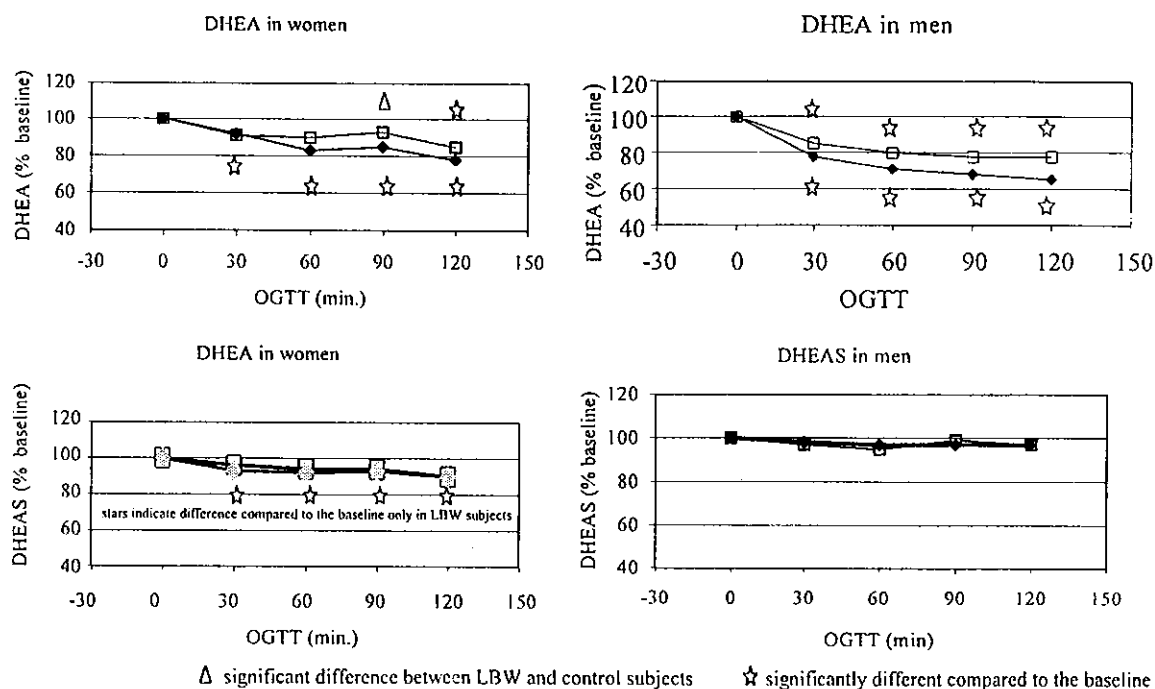 DHEA in women
DHEA (% baseline)
120
100
80
60
40
-30 0 30 60 90 120 150
OGTT (min.)
DHEA in men
DHEA (% baseline)
120
100
80
60
40
-30 0 30 60 90 120 150
OGTT
DHEA in women
DHEAS (% baseline)
120
100
80
60
40
stars indicate difference compared to the baseline only in LBW subjects
-30 0 30 60 90 120 150
OGTT (min.)
DHEAS in men
DHEAS (% baseline)
120
100
80
60
40
-30 0 30 60 90 120 150
OGTT (min)
Δ significant difference between LBW and control subjects ☆ significantly different compared to the baseline